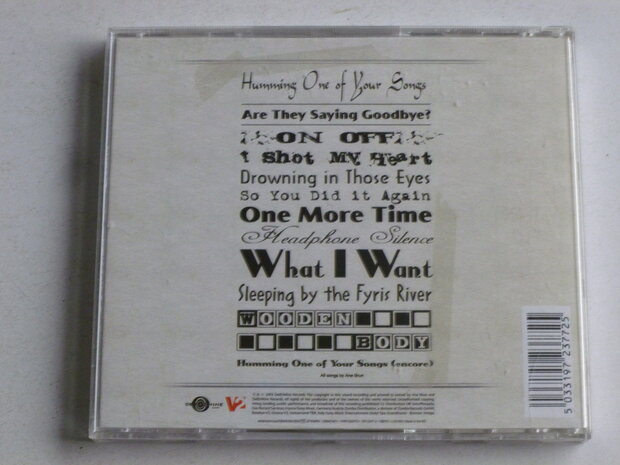 Humming One of Your Songs
Are They Saying Goodbye?
ON OFF
I Shot My Heart
Drowning in Those Eyes
So You Did it Again
One More Time
Headphone Silence
What I Want
Sleeping by the Fyris River
WOODEN
BODY
Humming One of Your Songs (encore)
All songs by Ane Brun
V2
5 033197 237725